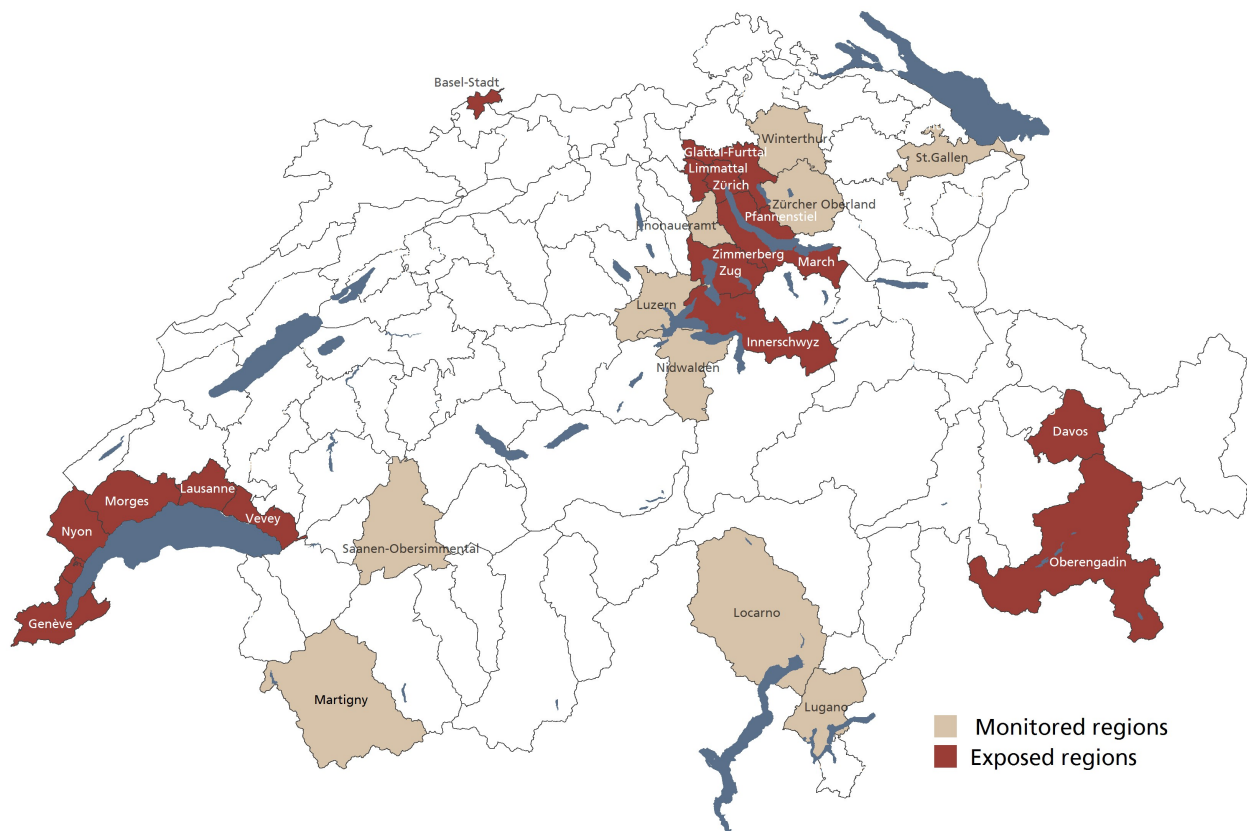 Basel-Stadt
Winterthur
Glattal-Furttal
St.Gallen
Limmattal
Zürich
Zürcher Oberland
Pfannenstiel
Knonaueramt
Zimmerberg
March
Zug
Luzern
Innerschwyz
Nidwalden
Davos
Lausanne
Morges
Vevey
Nyon
Saanen-Obersimmental
Oberengadin
Locarno
Genève
Martigny
Lugano
Monitored regions
Exposed regions